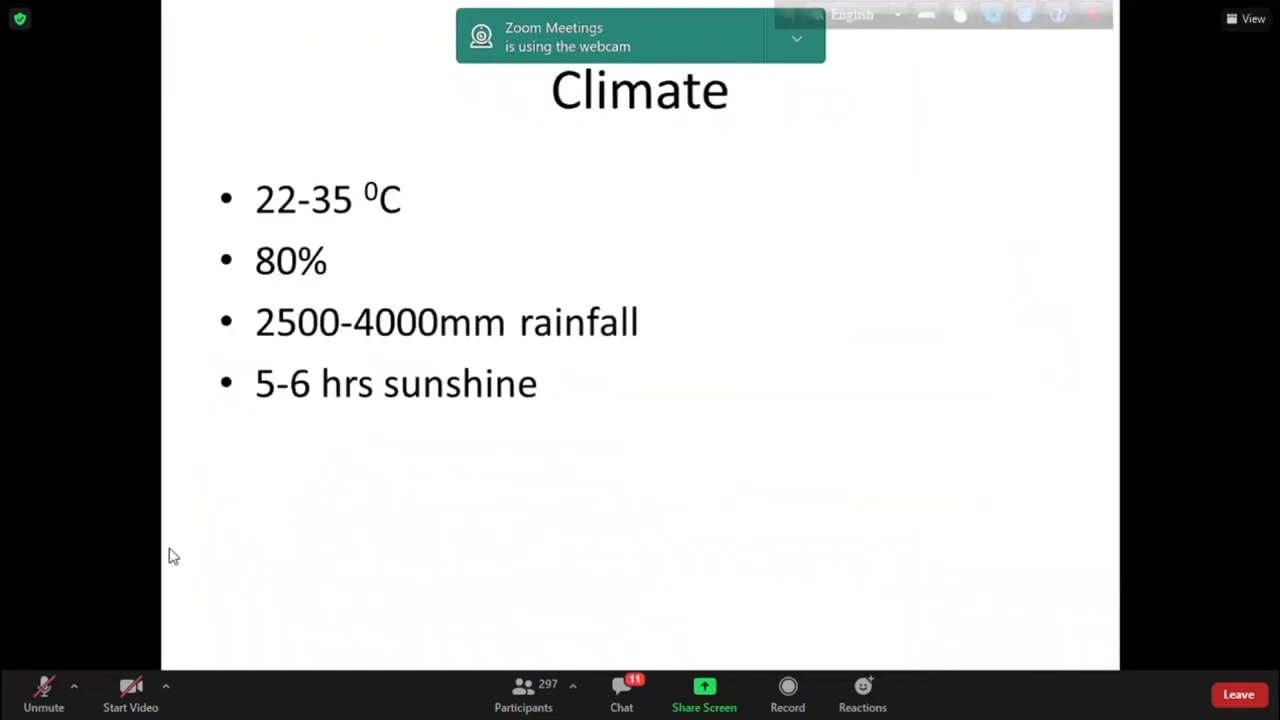 Zoom Meetings
is using the webcam
English
View
Climate
• 22-35 ⁰C
• 80%
• 2500-4000mm rainfall
• 5-6 hrs sunshine
Unmute
Start Video
297
Participants
11
Chat
Share Screen
Record
Reactions
Leave